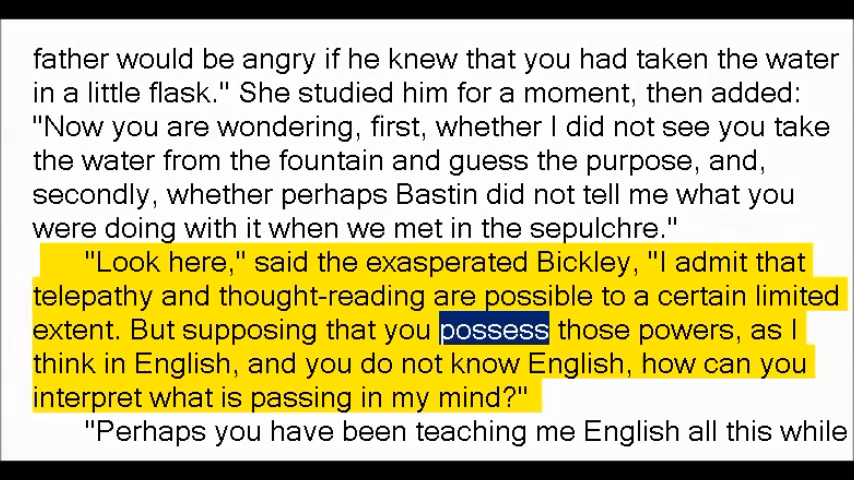 father would be angry if he knew that you had taken the water
in a little flask." She studied him for a moment, then added:
"Now you are wondering, first, whether I did not see you take
the water from the fountain and guess the purpose, and,
secondly, whether perhaps Bastin did not tell me what you
were doing with it when we met in the sepulchre."
"Look here," said the exasperated Bickley, "I admit that
telepathy and thought-reading are possible to a certain limited
extent. But supposing that you possess those powers, as I
think in English, and you do not know English, how can you
interpret what is passing in my mind?"
"Perhaps you have been teaching me English all this while